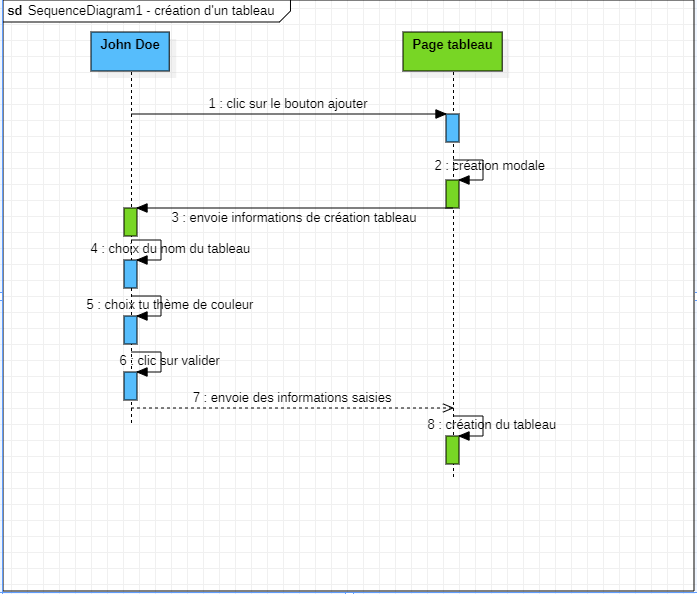 sd SequenceDiagram1 - création d'un tableau
John Doe
Page tableau
1 : clic sur le bouton ajouter
2 : création modale
3 : envoie informations de création tableau
4 : choix du nom du tableau
5 : choix tu thème de couleur
6 : clic sur valider
7 : envoie des informations saisies
8 : création du tableau